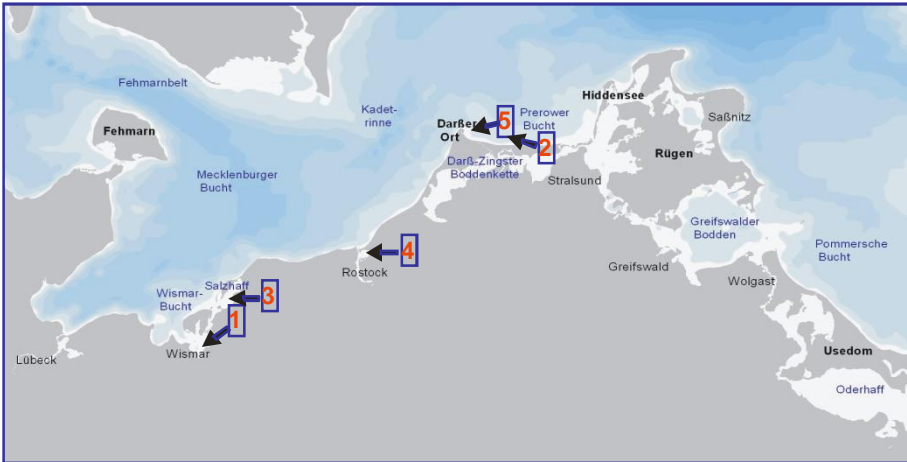 Fehmarnbelt
Fehmarn
Mecklenburger
Bucht
Kadet-
rinne
Darßer
Ort
5
Prerower
Bucht
2
Hiddensee
Saßnitz
Rügen
Darß-Zingster
Boddenkette
Stralsund
Greifswalder
Bodden
Pommersche
Bucht
Greifswald
Wolgast
4
Rostock
Salzhaff
3
Wismar-
Bucht
1
Wismar
Lübeck
Usedom
Oderhaff